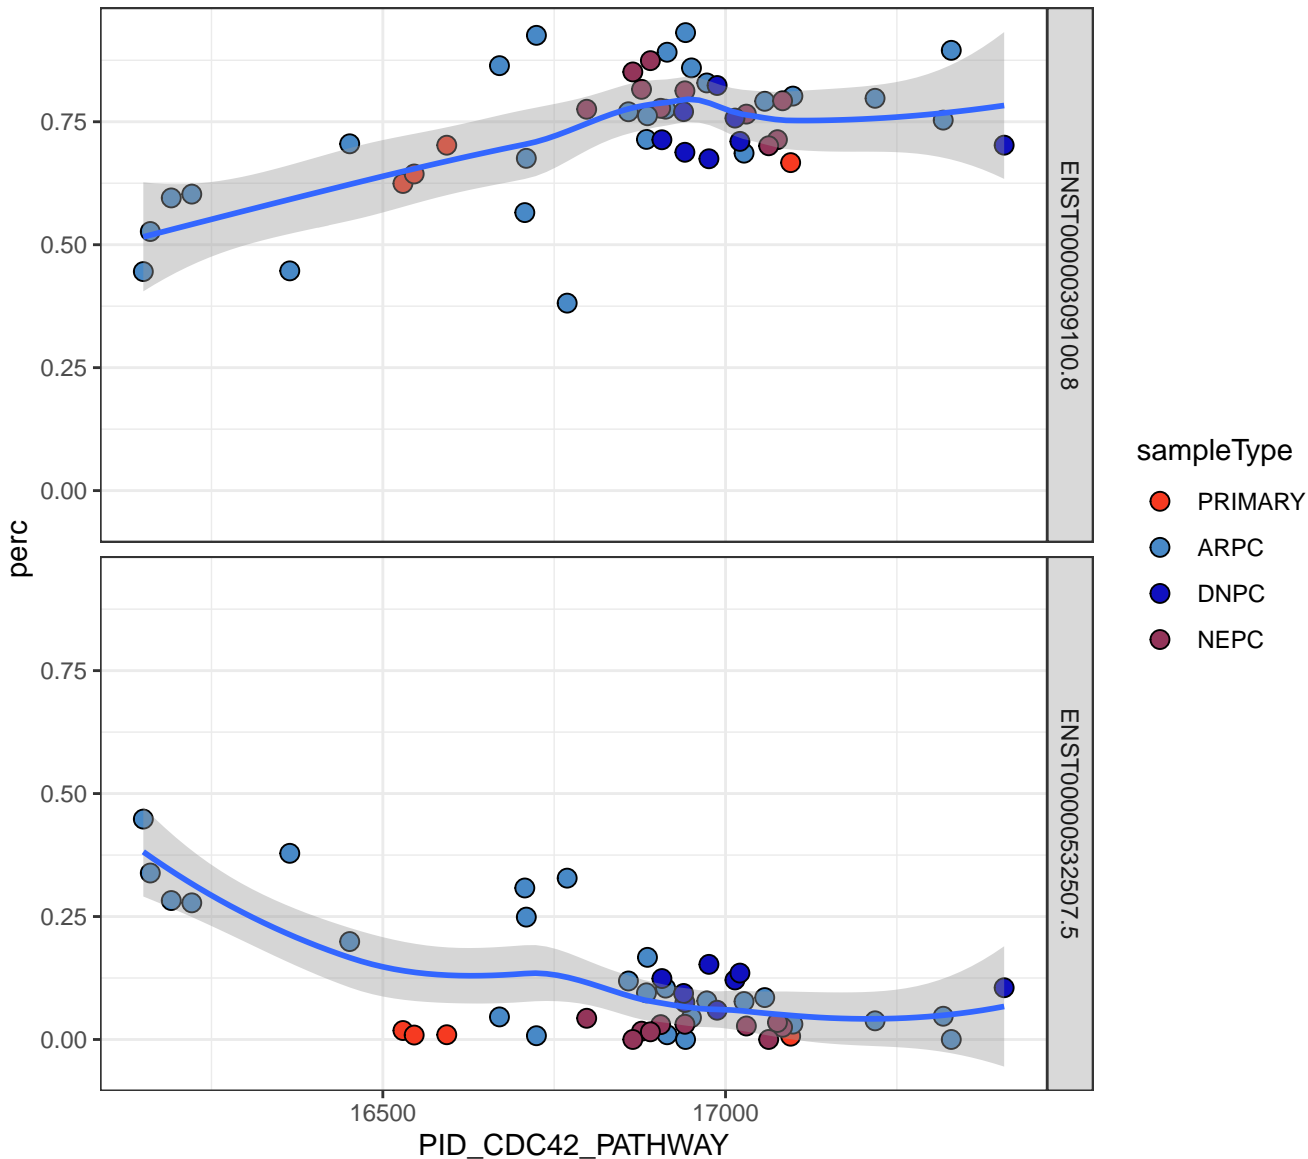 0.75
0.50
0.25
0.00
ENST00000309100.8
perc
0.75
0.50
0.25
0.00
ENST00000532507.5
16500
17000
PID_CDC42_PATHWAY
sampleType
PRIMARY
ARPC
DNPC
NEPC